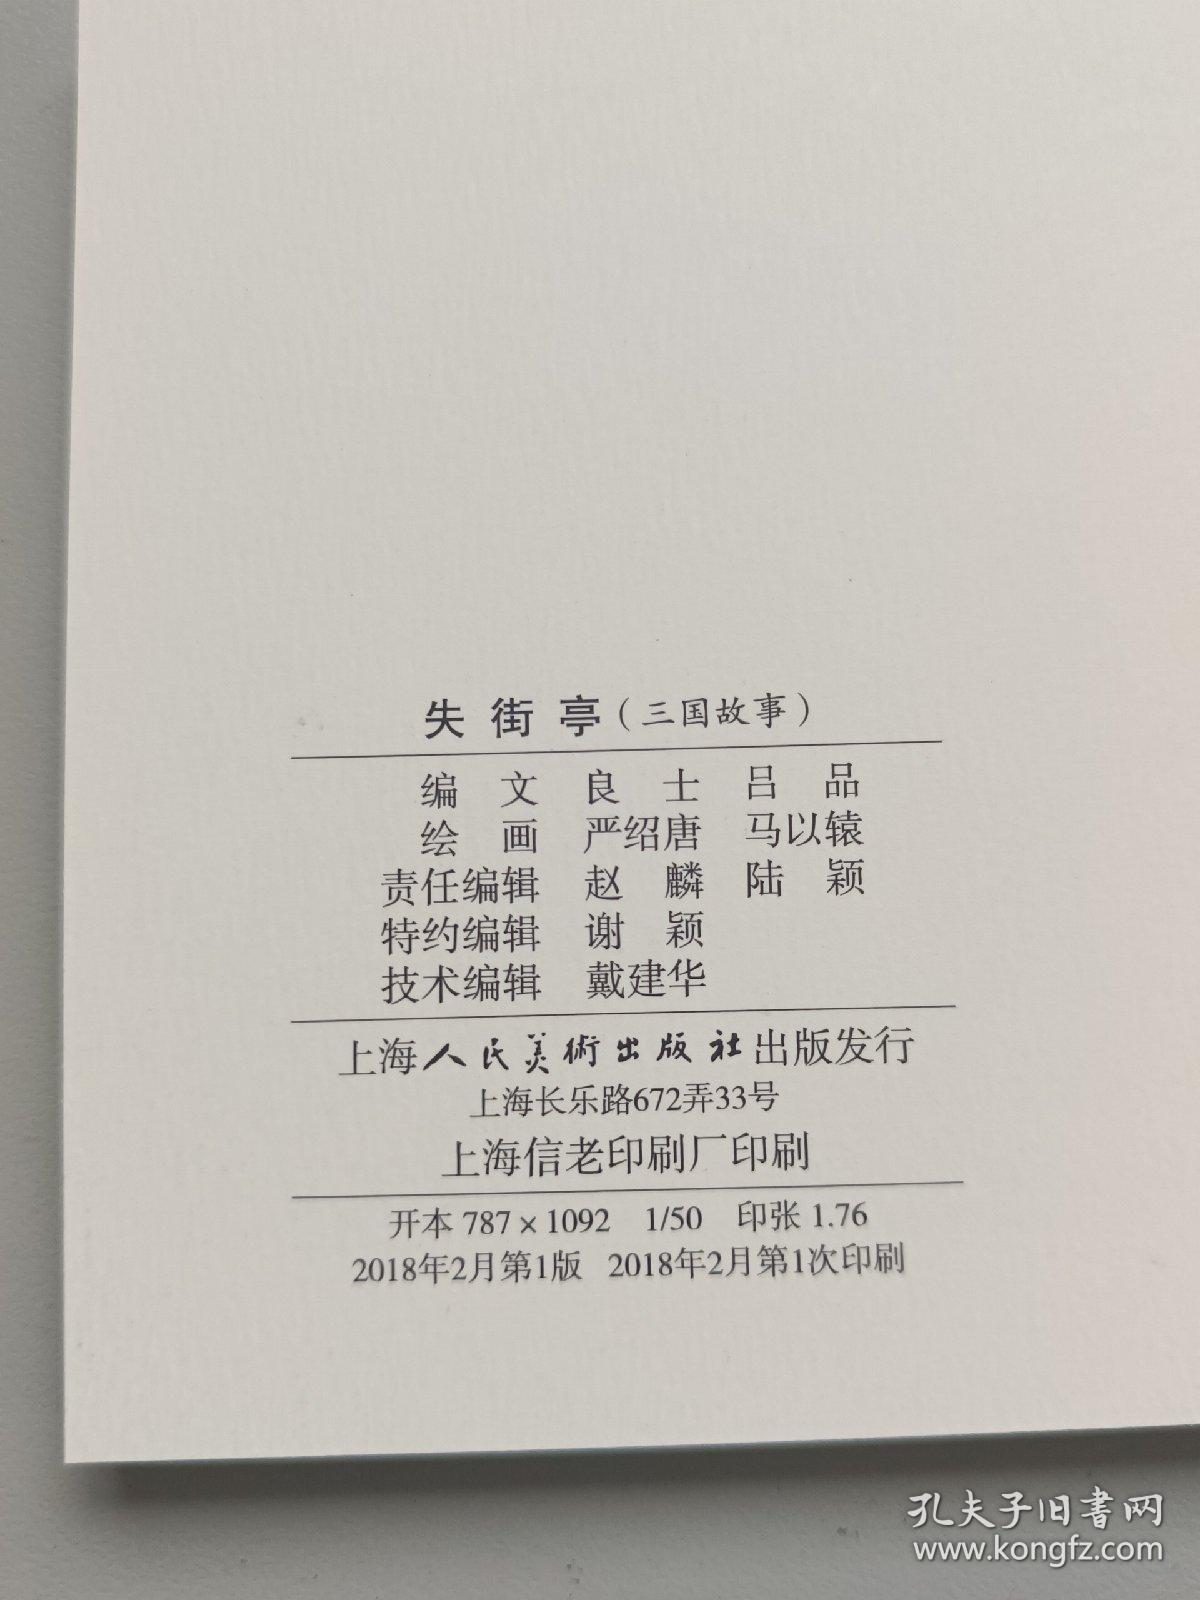 失街亭（三国故事）
编 文 良 士 吕 品
绘 画 严绍唐 马以镶
责任编辑 赵 麟 陆 颖
特约编辑 谢 颖
技术编辑 戴建华
上海人民美術出版社出版发行
上海长乐路672弄33号
上海信老印刷厂印刷
开本 787×1092 1/50 印张 1.76
2018年2月第1版 2018年2月第1次印刷
孔夫子旧书网
www.kongfz.com